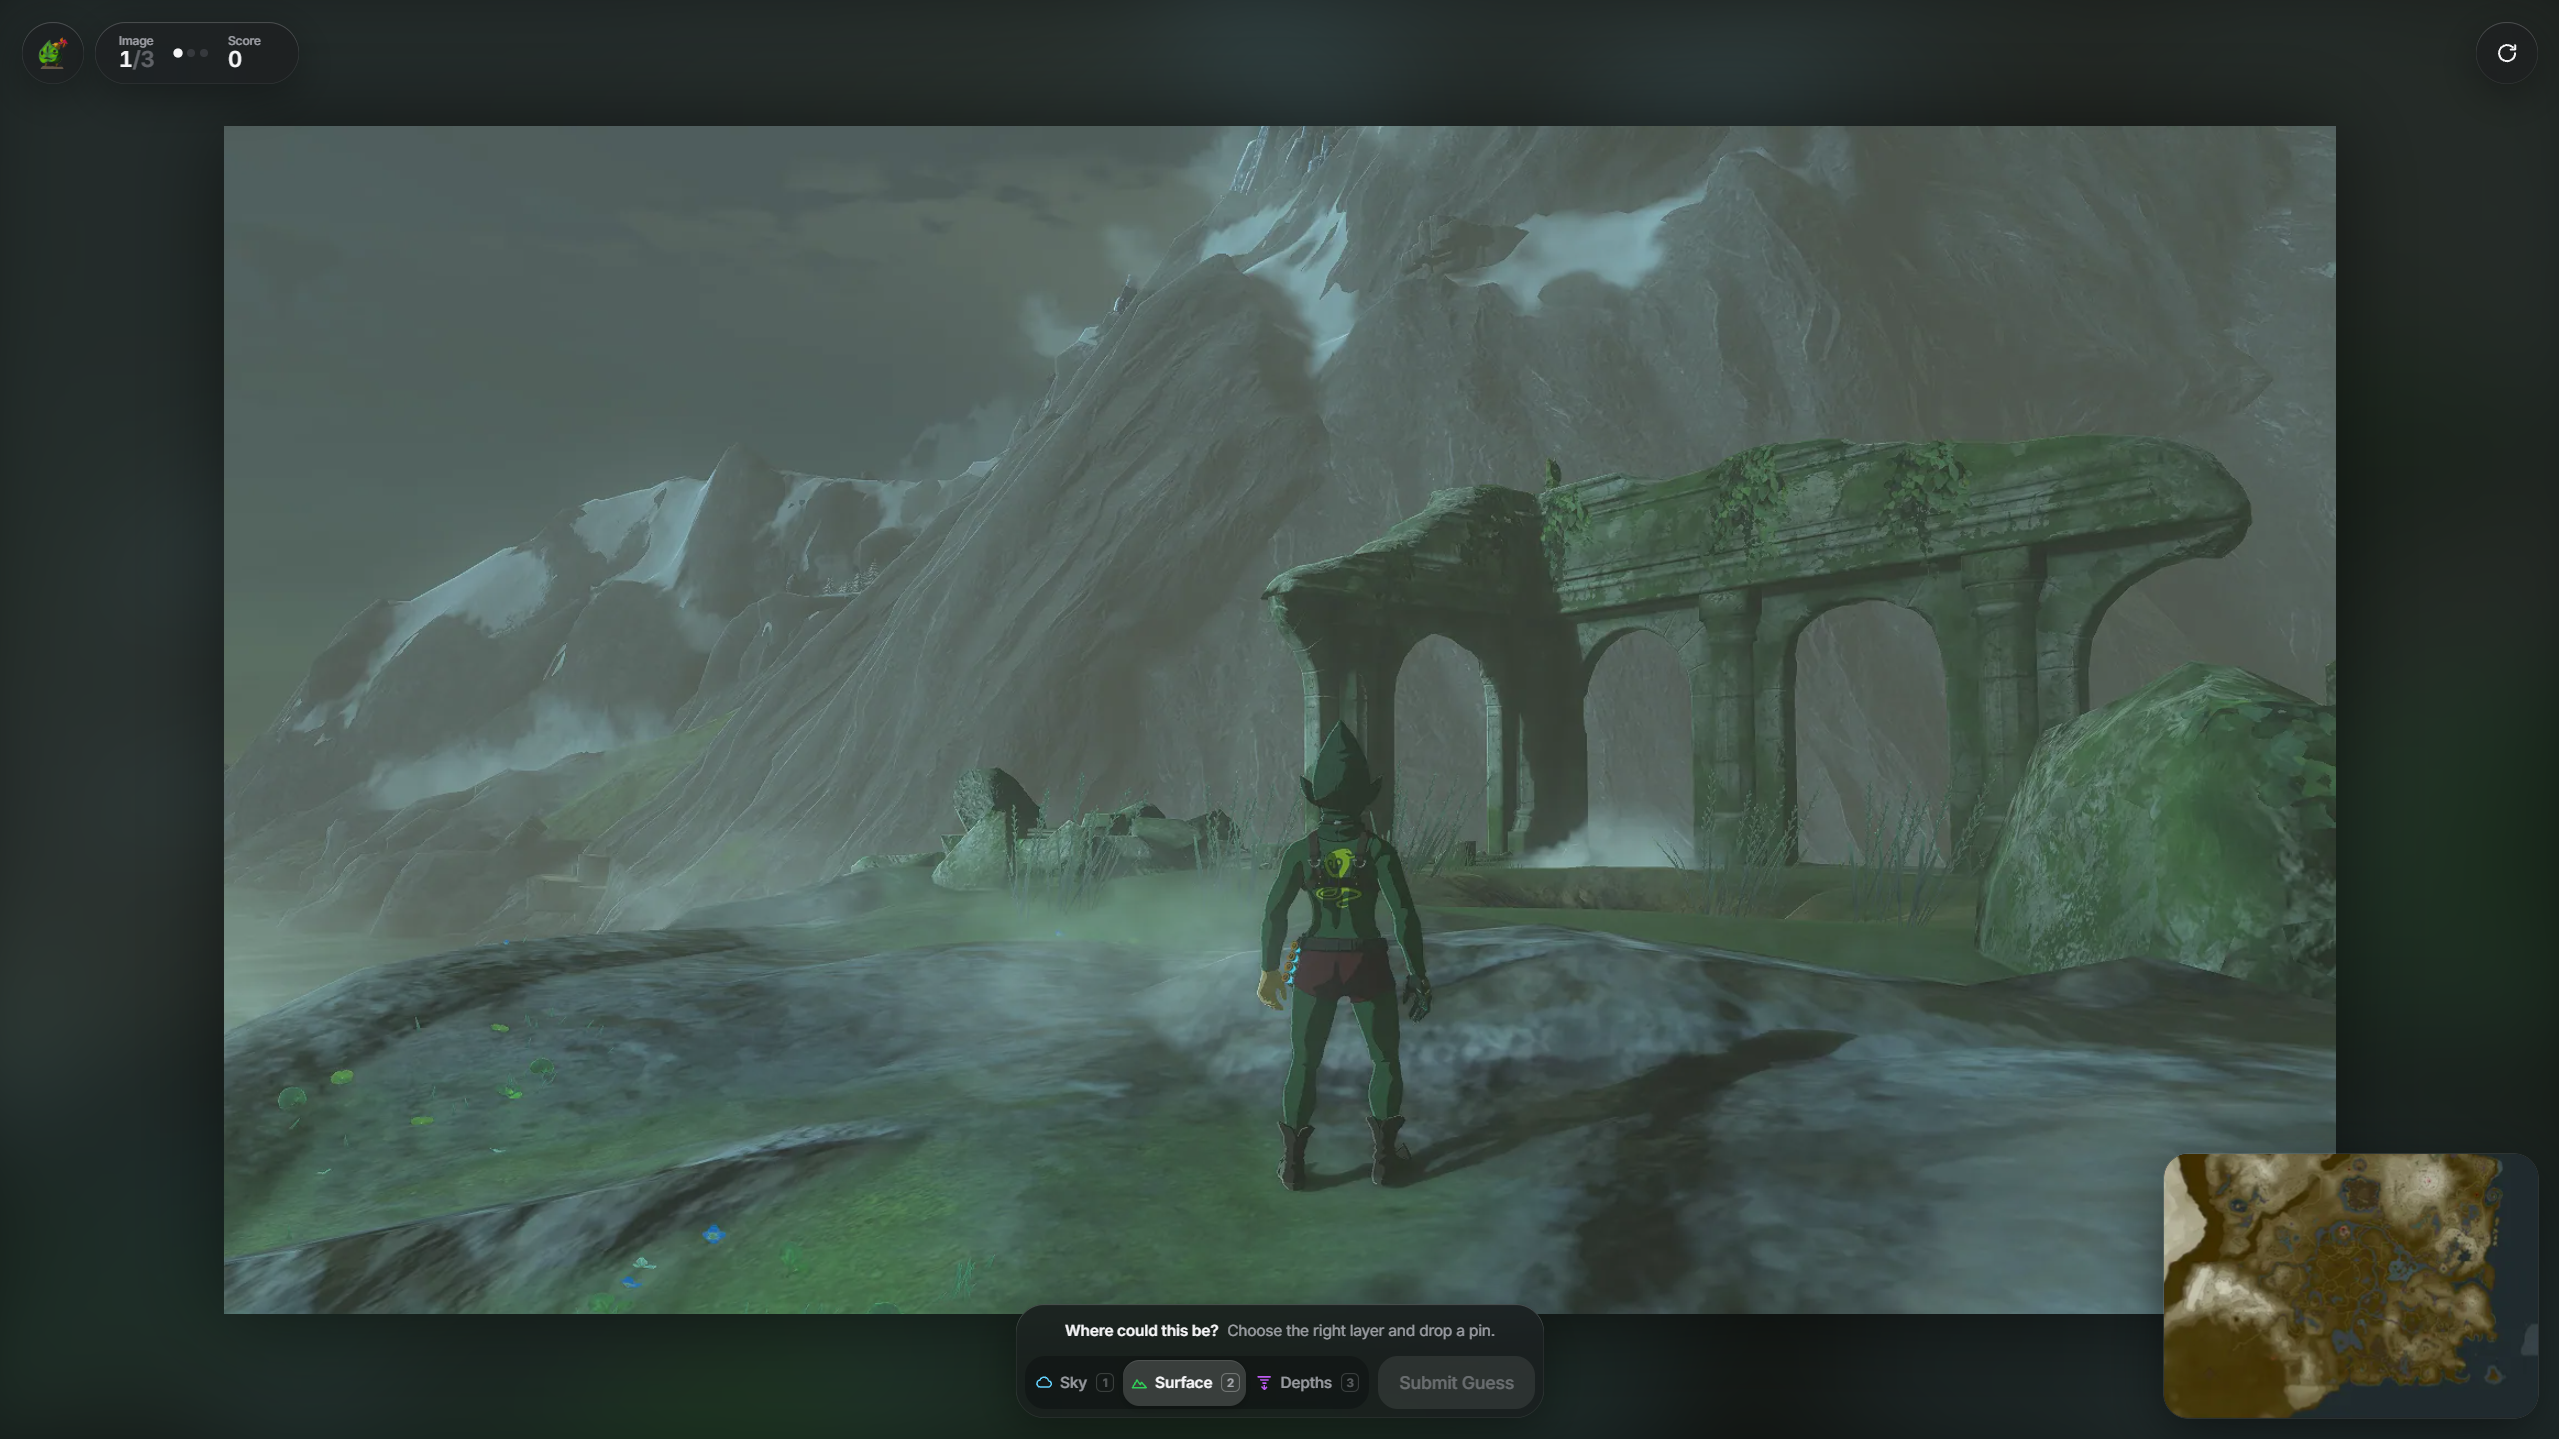 Image
1/3
Score
0
Where could this be? Choose the right layer and drop a pin.
Sky 1
Surface 2
Depths 3
Submit Guess